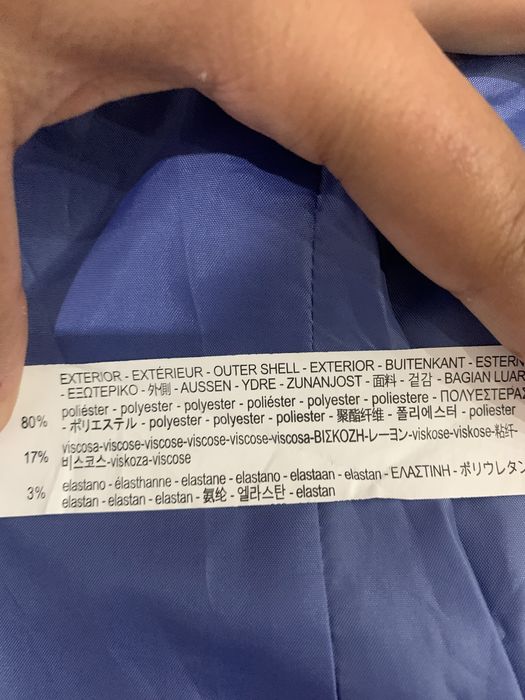 EXTERIOR - EXTÉRIEUR - OUTER SHELL - EXTERIOR - BUITENKANT - ESTERN
- ΕΞΩΤΕΡΙΚΟ - 外側 - AUSSEN - YDRE - ZUNANJOST - 面料 - 겉감 - BAGIAN LUAR
80% poliéster - polyester - polyester - poliéster - polyester - poliestere - ΠΟΛΥΕΣΤΕΡΑΣ
- ポリエステル - polyester - polyester - poliester - 聚酯纤维 - 폴리에스터 - poliester
17% viscosa-viscose-viscose-viscose-viscose-viscosa-ΒΙΣΚΟΖΗ-レーヨン-viskose-viskose-粘纤-
비스코스-viskoza-viscose
3% elastano - élasthanne - elastane - elastano - elastaan - elastan - ΕΛΑΣΤΙΝΗ - ポリウレタン
elastan - elastan - elastan - 氨纶 - 엘라스탄 - elastan